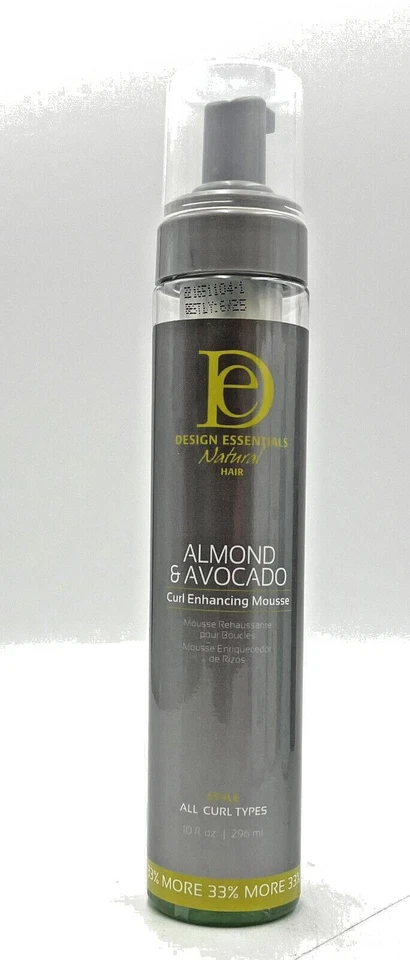 DE
DESIGN ESSENTIALS
Natural
HAIR
ALMOND
& AVOCADO
Curl Enhancing Mousse
Mousse Rehaussante
pour Boucles
Mousse Enriquecedor
de Rizos
STYLE
ALL CURL TYPES
10 fl oz | 296 ml
33% MORE 33% MORE 33%